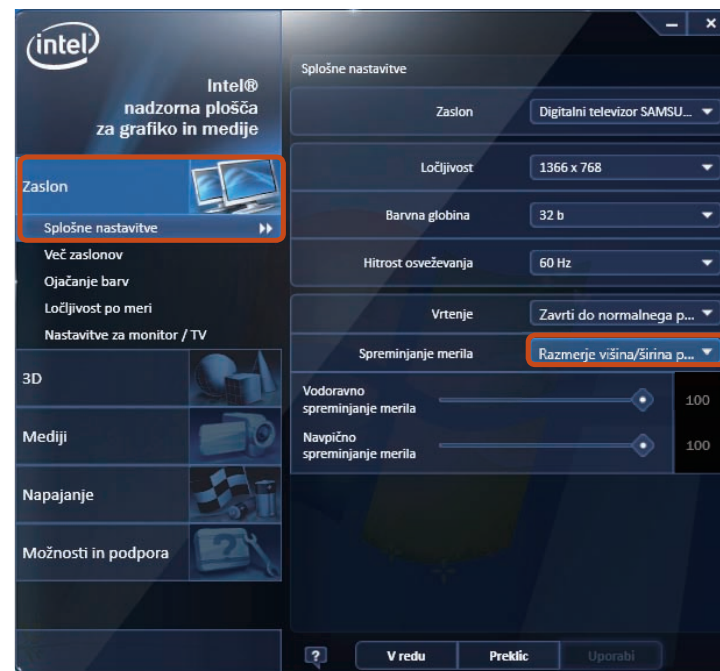 intel
Intel®
nadzorna plošča
za grafiko in medije
Zaslon
Splošne nastavitve
Več zaslonov
Ojačanje barv
Ločljivost po meri
Nastavitve za monitor / TV
3D
Mediji
Napajanje
Možnosti in podpora
Splošne nastavitve
Zaslon Digitalni televizor SAMSU...
Ločljivost 1366 x 768
Barvna globina 32 b
Hitrost osveževanja 60 Hz
Vrtenje Zavrti do normalnega p...
Spreminjanje merila Razmerje višina/širina p...
Vodoravno
spreminjanje merila 100
Navpično
spreminjanje merila 100
? V redu Preklic Uporabi